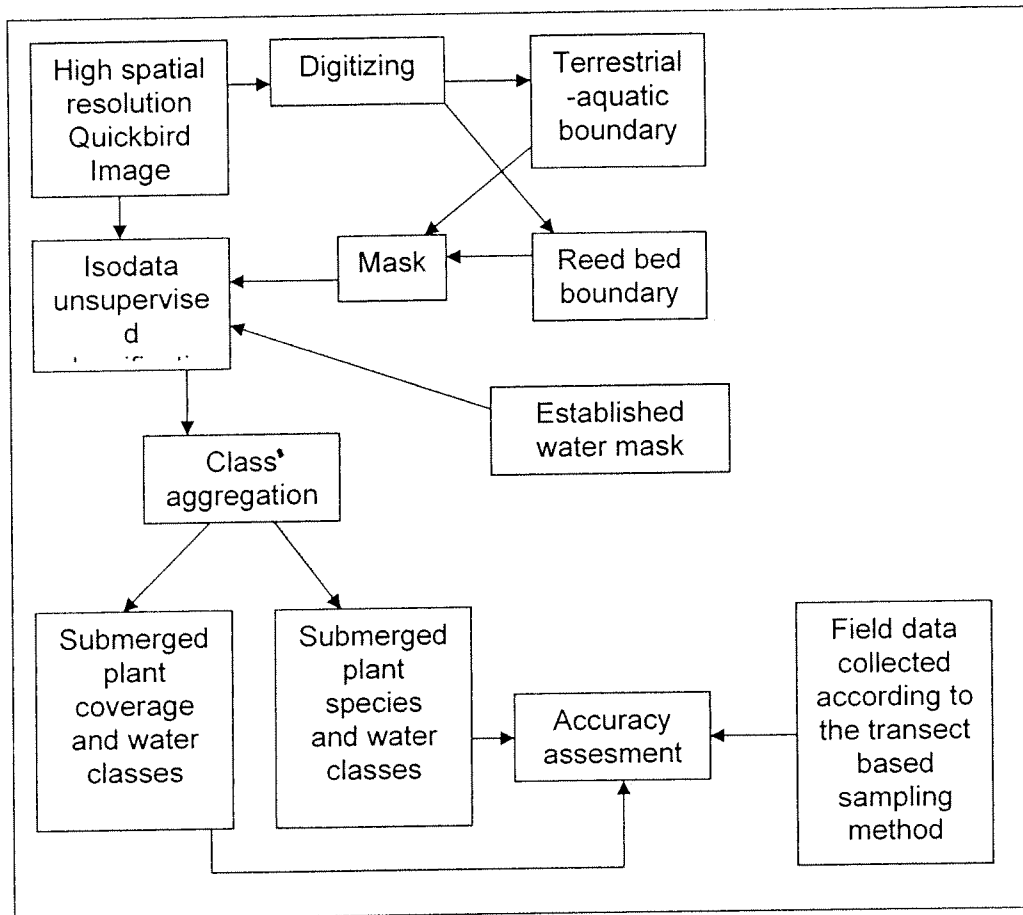 High spatial
resolution
Quickbird
Image
Digitizing
Terrestrial
-aquatic
boundary
Isodata
unsupervise
d
Mask
Reed bed
boundary
Established
water mask
Class
aggregation
Submerged
plant
coverage
and water
classes
Submerged
plant
species
and water
classes
Accuracy
assesment
Field data
collected
according to
the transect
based
sampling
method